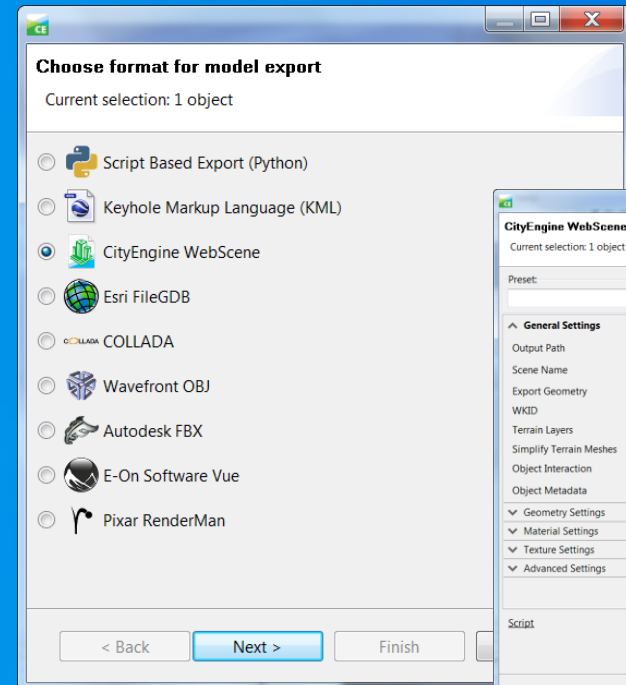 CE
Choose format for model export
Current selection: 1 object
Script Based Export (Python)
Keyhole Markup Language (KML)
CityEngine WebScene
Esri FileGDB
COLLADA COLLADA
Wavefront OBJ
Autodesk FBX
E-On Software Vue
Pixar RenderMan
< Back
Next >
Finish
CityEngine WebScene
Current selection: 1 object
Preset:
General Settings
Output Path
Scene Name
Export Geometry
WKID
Terrain Layers
Simplify Terrain Meshes
Object Interaction
Object Metadata
Geometry Settings
Material Settings
Texture Settings
Advanced Settings
Script